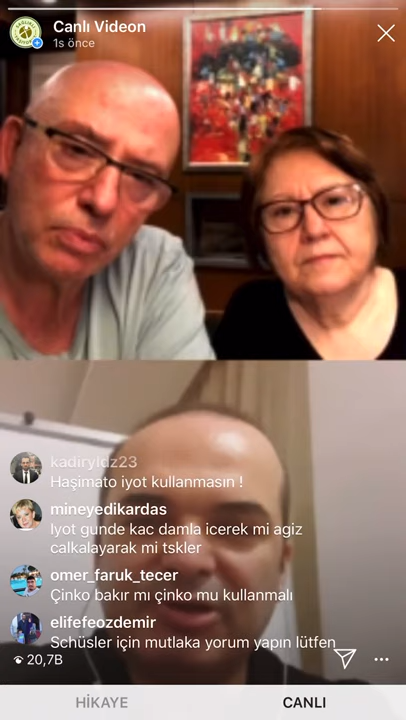 Canlı Videon
1s önce
kadiryldz23
Haşimato iyot kullanmasın !
mineyedikardas
Iyot gunde kac damla icerek mi agiz
calkalayarak mi tskler
omer_faruk_tecer
Çinko bakır mı çinko mu kullanmalı
elifefeozdemir
Schüsler için mutlaka yorum yapın lütfen
20,7B
HİKAYE
CANLI